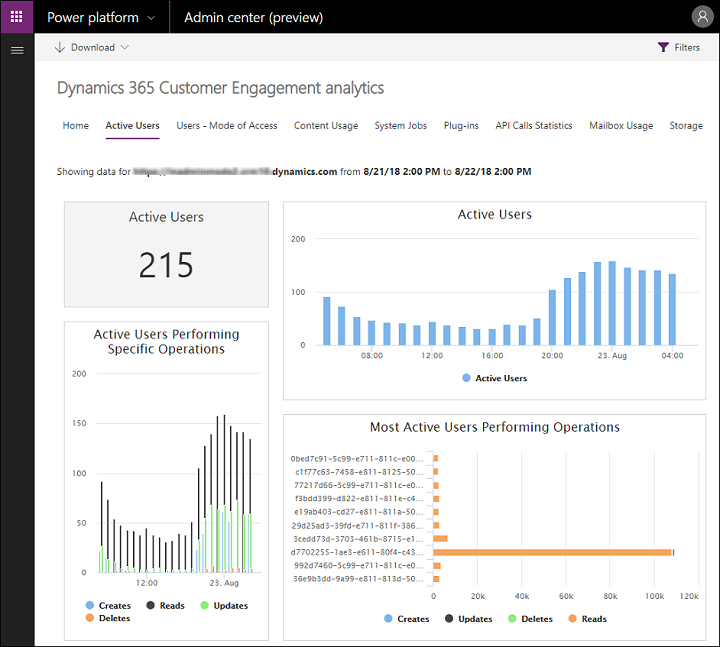 Power platform
Admin center (preview)
Download
Filters
Dynamics 365 Customer Engagement analytics
Home
Active Users
Users - Mode of Access
Content Usage
System Jobs
Plug-ins
API Calls Statistics
Mailbox Usage
Storage
Showing data for dynamics.com from 8/21/18 2:00 PM to 8/22/18 2:00 PM
Active Users
215
Active Users
200
100
0
08:00
12:00
16:00
20:00
23. Aug
04:00
Active Users
Active Users Performing
Specific Operations
200
150
100
50
0
12:00
23. Aug
Creates
Reads
Updates
Deletes
Most Active Users Performing Operations
0bed7c91-5c99-e711-811c-e00...
c1f77c63-7458-e811-8125-50...
77217d66-5c99-e711-811c-e0...
f3bdd399-d822-e811-811e-c4...
e19ab403-cd27-e811-811a-50...
29d25ad3-39fd-e711-811f-386...
3cedd73d-3703-461b-8715-e1...
d7702255-1ae3-e611-80f4-c43...
992d7460-5c99-e711-811c-e0...
36e9b3dd-9a99-e811-813d-50...
0
20k
40k
60k
80k
100k
120k
Creates
Updates
Deletes
Reads